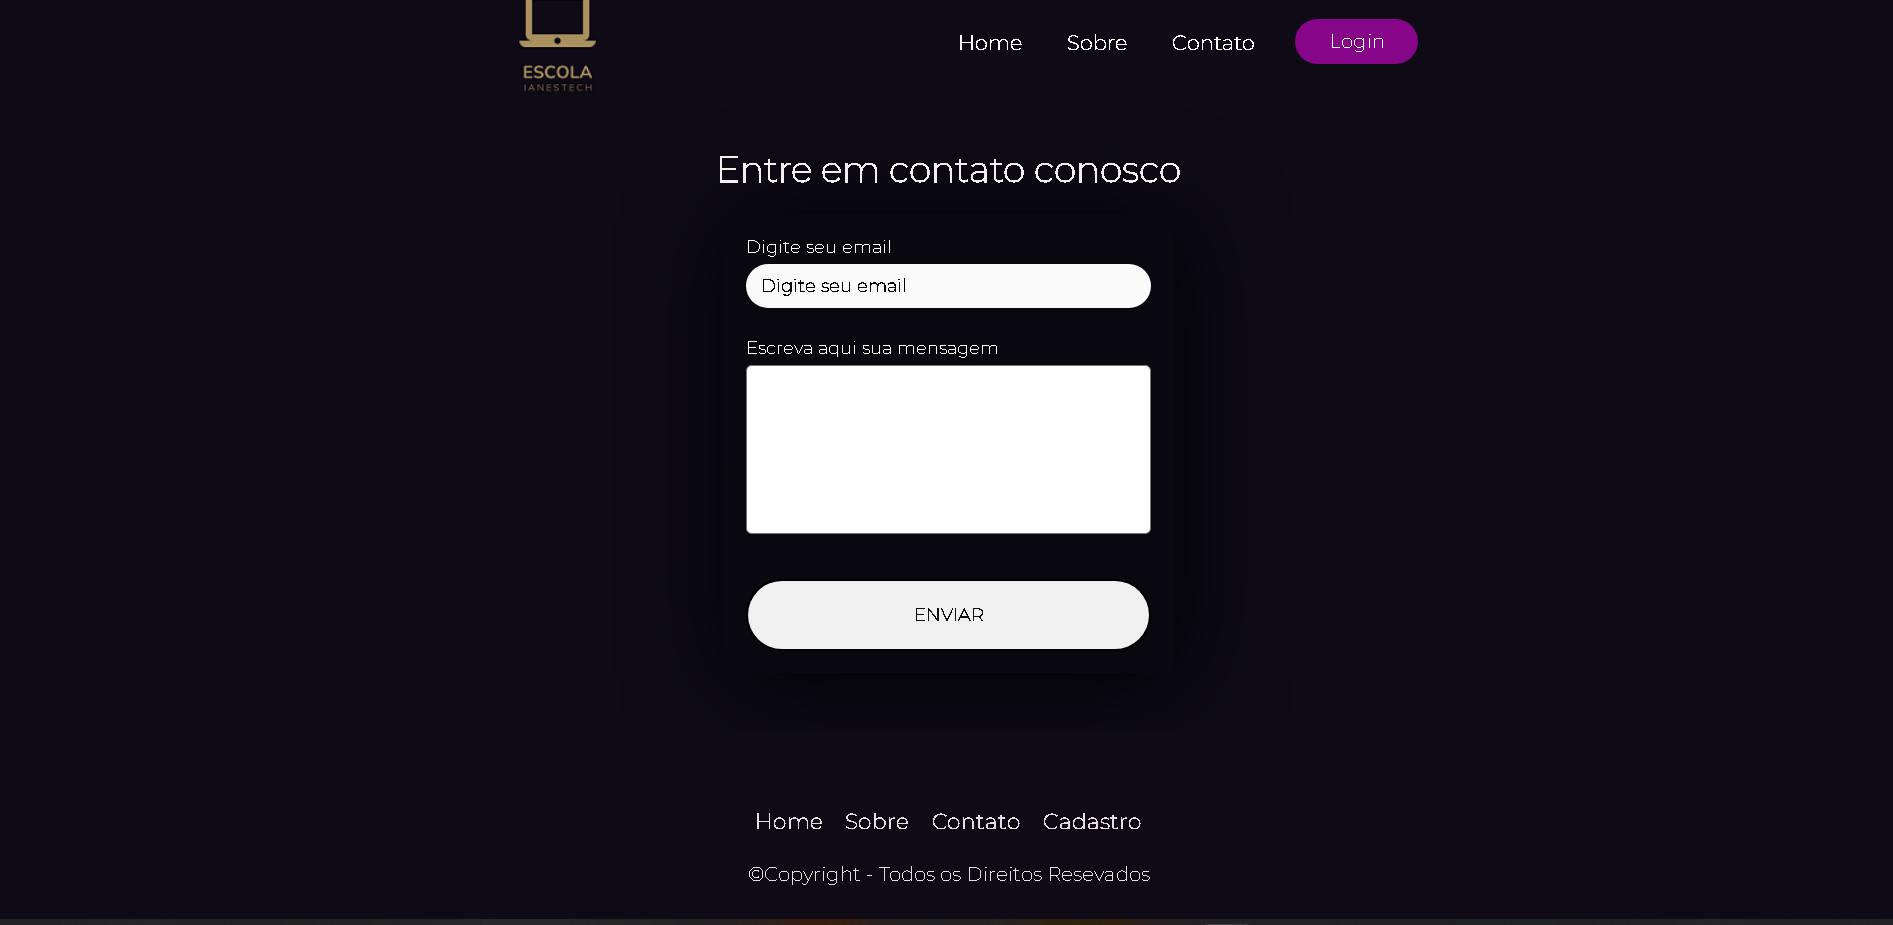 ESCOLA
IANESTECH
Home Sobre Contato Login
Entre em contato conosco
Digite seu email
Digite seu email
Escreva aqui sua mensagem
ENVIAR
Home Sobre Contato Cadastro
©Copyright - Todos os Direitos Resevados